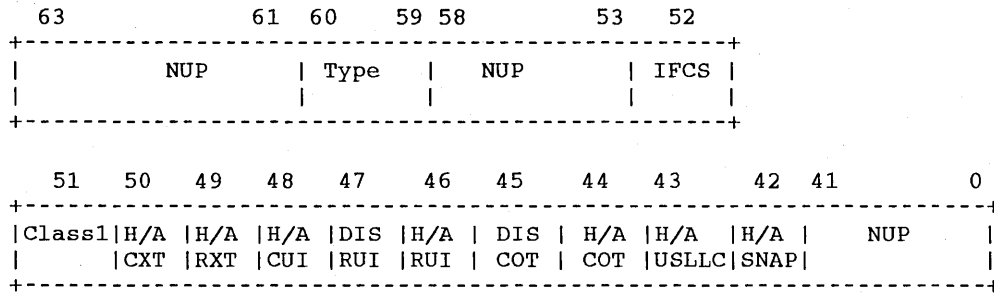 63 61 60 59 58 53 52
+-----------------------------------------------------+
| NUP | Type | NUP | IFCS |
| | | | |
+-----------------------------------------------------+
51 50 49 48 47 46 45 44 43 42 41 0
+-----------------------------------------------------------------------+
|Class1|H/A |H/A |H/A |DIS |H/A | DIS | H/A |H/A |H/A | NUP |
| |CXT |RXT |CUI |RUI |RUI | COT | COT |USLLC|SNAP| |
+-----------------------------------------------------------------------+